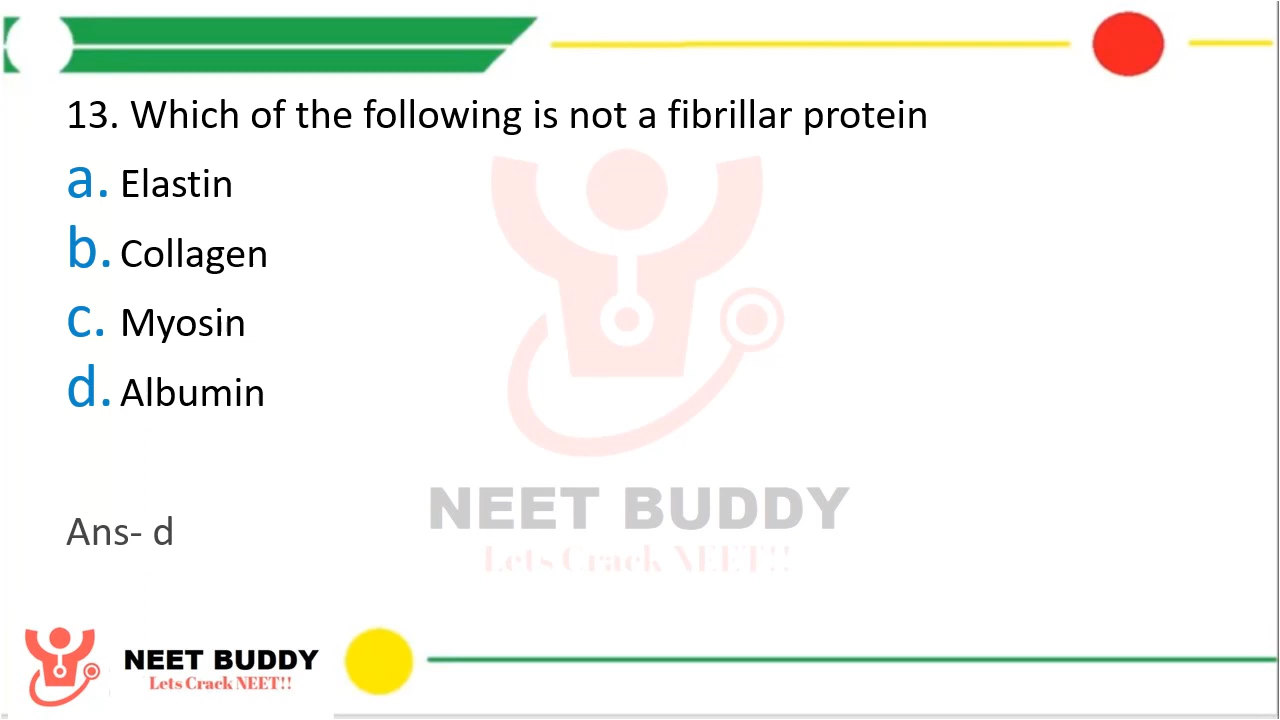 13. Which of the following is not a fibrillar protein
a. Elastin
b. Collagen
c. Myosin
d. Albumin
NEET BUDDY
Lets Crack NEET!!
Ans- d
NEET BUDDY
Lets Crack NEET!!